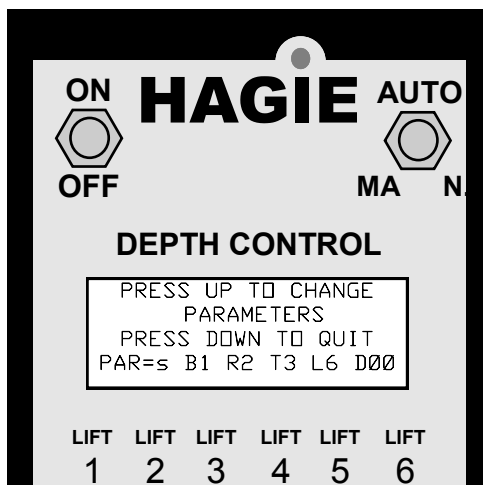 ON HAGIE AUTO
OFF MA N.
DEPTH CONTROL
PRESS UP TO CHANGE
PARAMETERS
PRESS DOWN TO QUIT
PAR=s B1 R2 T3 L6 D00
LIFT LIFT LIFT LIFT LIFT LIFT
1 2 3 4 5 6